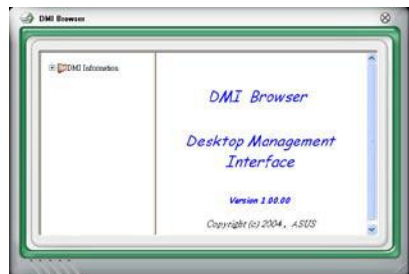 DMI Browser
DMI Information
DMI Browser
Desktop Management
Interface
Version 1.00.00
Copyright (c) 2004, ASUS